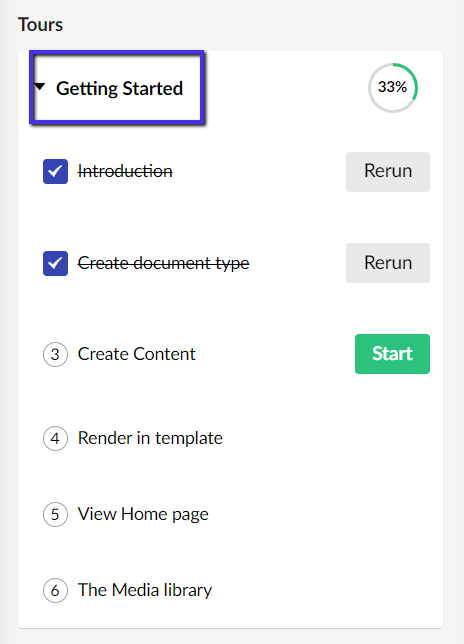 Tours
Getting Started 33%
Introduction Rerun
Create document type Rerun
3 Create Content Start
4 Render in template
5 View Home page
6 The Media library